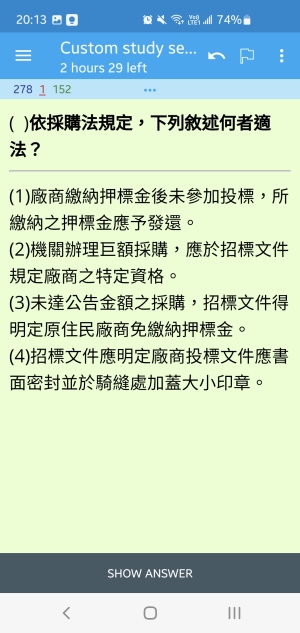 20:13
74%
Custom study se...
2 hours 29 left
278 1 152
( )依採購法規定，下列敘述何者適
法？
(1)廠商繳納押標金後未參加投標，所
繳納之押標金應予發還。
(2)機關辦理巨額採購，應於招標文件
規定廠商之特定資格。
(3)未達公告金額之採購，招標文件得
明定原住民廠商免繳納押標金。
(4)招標文件應明定廠商投標文件應書
面密封並於騎縫處加蓋大小印章。
SHOW ANSWER